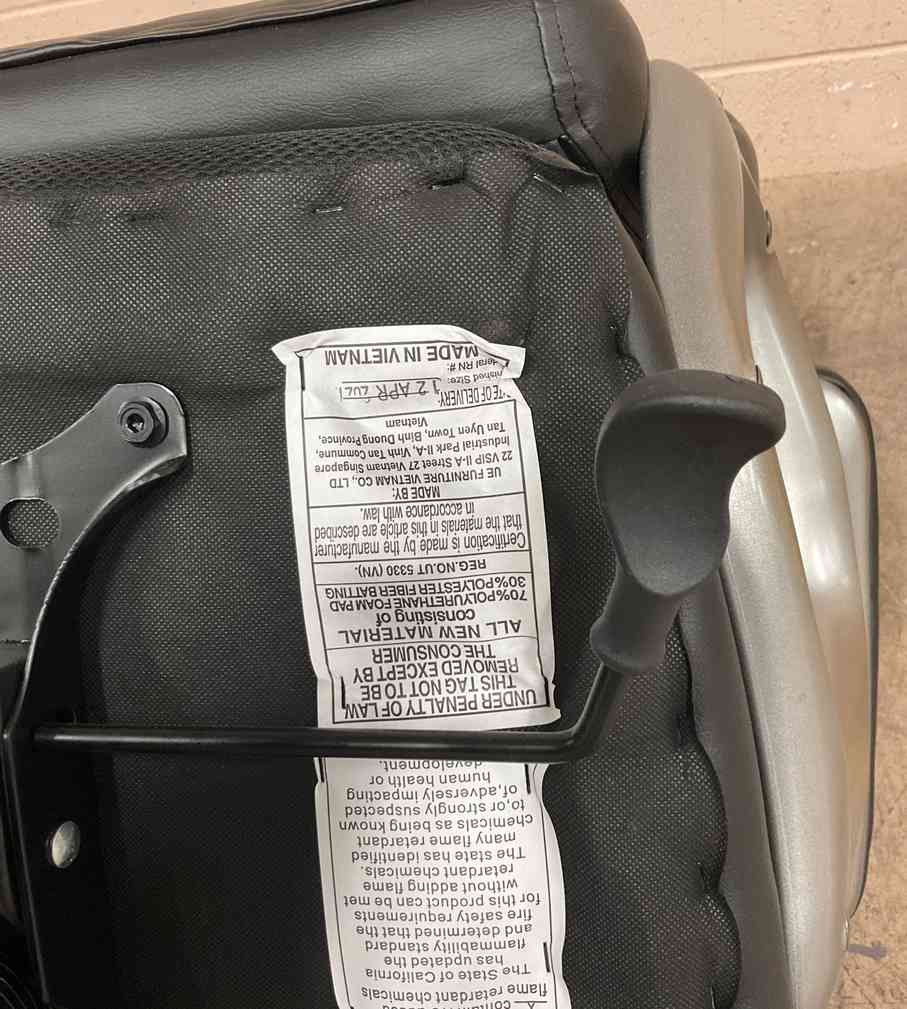 UNDER PENALTY OF LAW
THIS TAG NOT TO BE
REMOVED EXCEPT BY
THE CONSUMER
ALL NEW MATERIAL
consisting of
70%POLYURETHANE FOAM PAD
30%POLYESTER FIBER BATTING
REG.NO.UT 5330 (VN).
Certification is made by the manufacturer
that the materials in this article are described
in accordance with law.
MADE BY:
UE FURNITURE VIETNAM CO., LTD
22 VSIP II-A Street 27 Vietnam Singapore
Industrial Park II-A, Vinh Tan Commune,
Tan Uyen Town, Binh Duong Province,
Vietnam
OF DELIVERY: 12 APR 2021
Size:
RN #:
MADE IN VIETNAM
flame retardant chemicals
The State of California
has updated the
flammability standard
and determined that the
fire safety requirements
for this product can be met
without adding flame
retardant chemicals.
The state has identified
many flame retardant
chemicals as being known
to,or strongly suspected
of,adversely impacting
human health or
development.